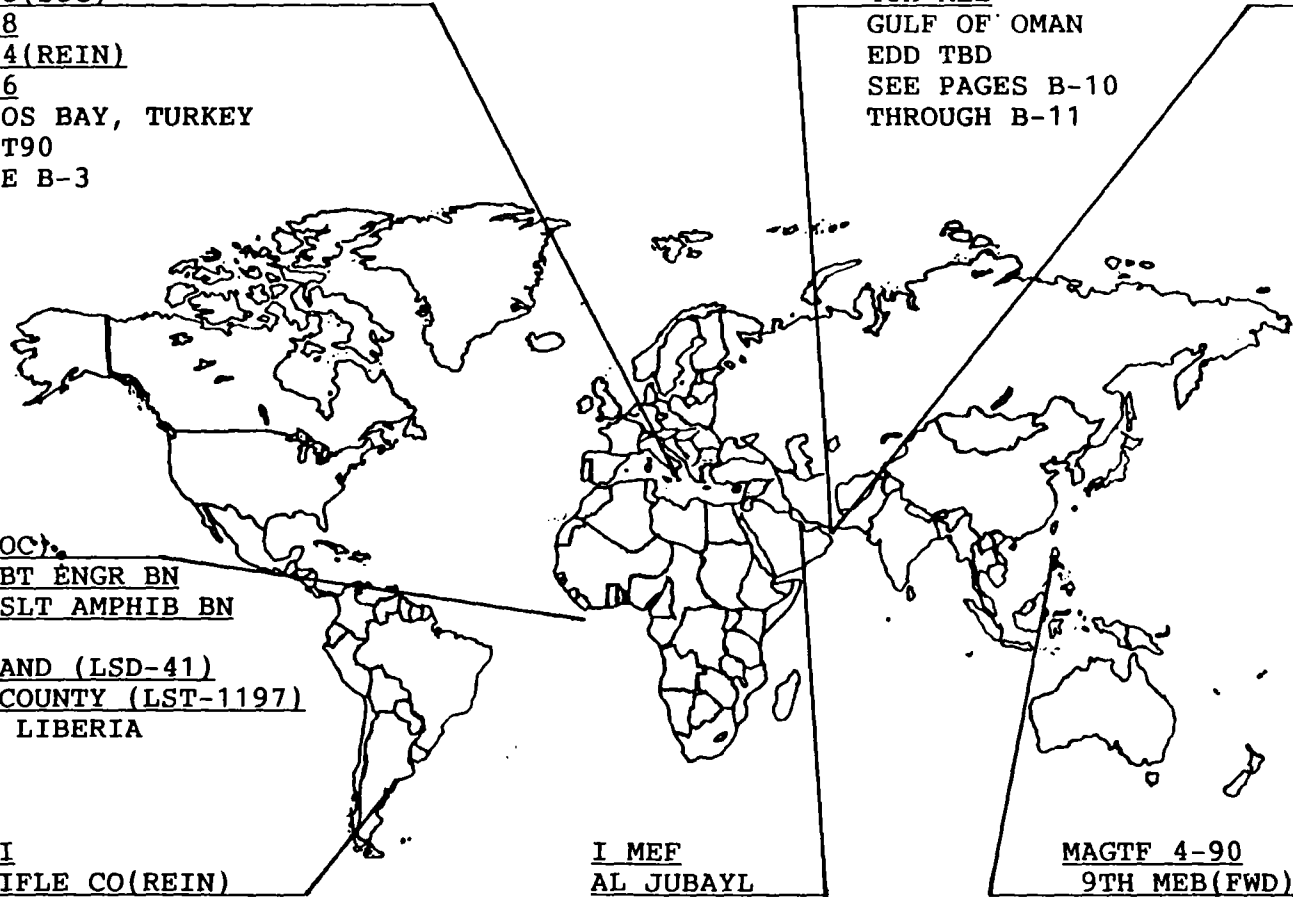 8
4(REIN)
6
OS BAY, TURKEY
T90
E B-3
GULF OF OMAN
EDD TBD
SEE PAGES B-10
THROUGH B-11
OC)
BT ENGR BN
SLT AMPHIB BN
AND (LSD-41)
COUNTY (LST-1197)
LIBERIA
I
IFLE CO(REIN)
I MEF
AL JUBAYL
MAGTF 4-90
9TH MEB(FWD)